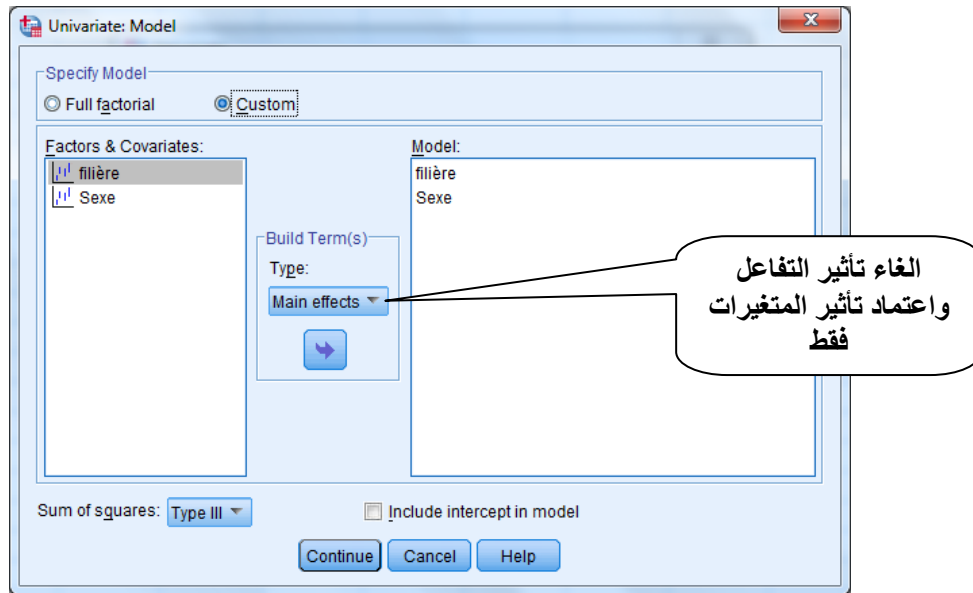 Univariate: Model
Specify Model
Full factorial
Custom
Factors & Covariates:
filière
Sexe
Build Term(s)
Type:
Main effects
Model:
filière
Sexe
الغاء تأثير التفاعل
واعتماد تأثير المتغيرات
فقط
Sum of squares: Type III
Include intercept in model
Continue Cancel Help